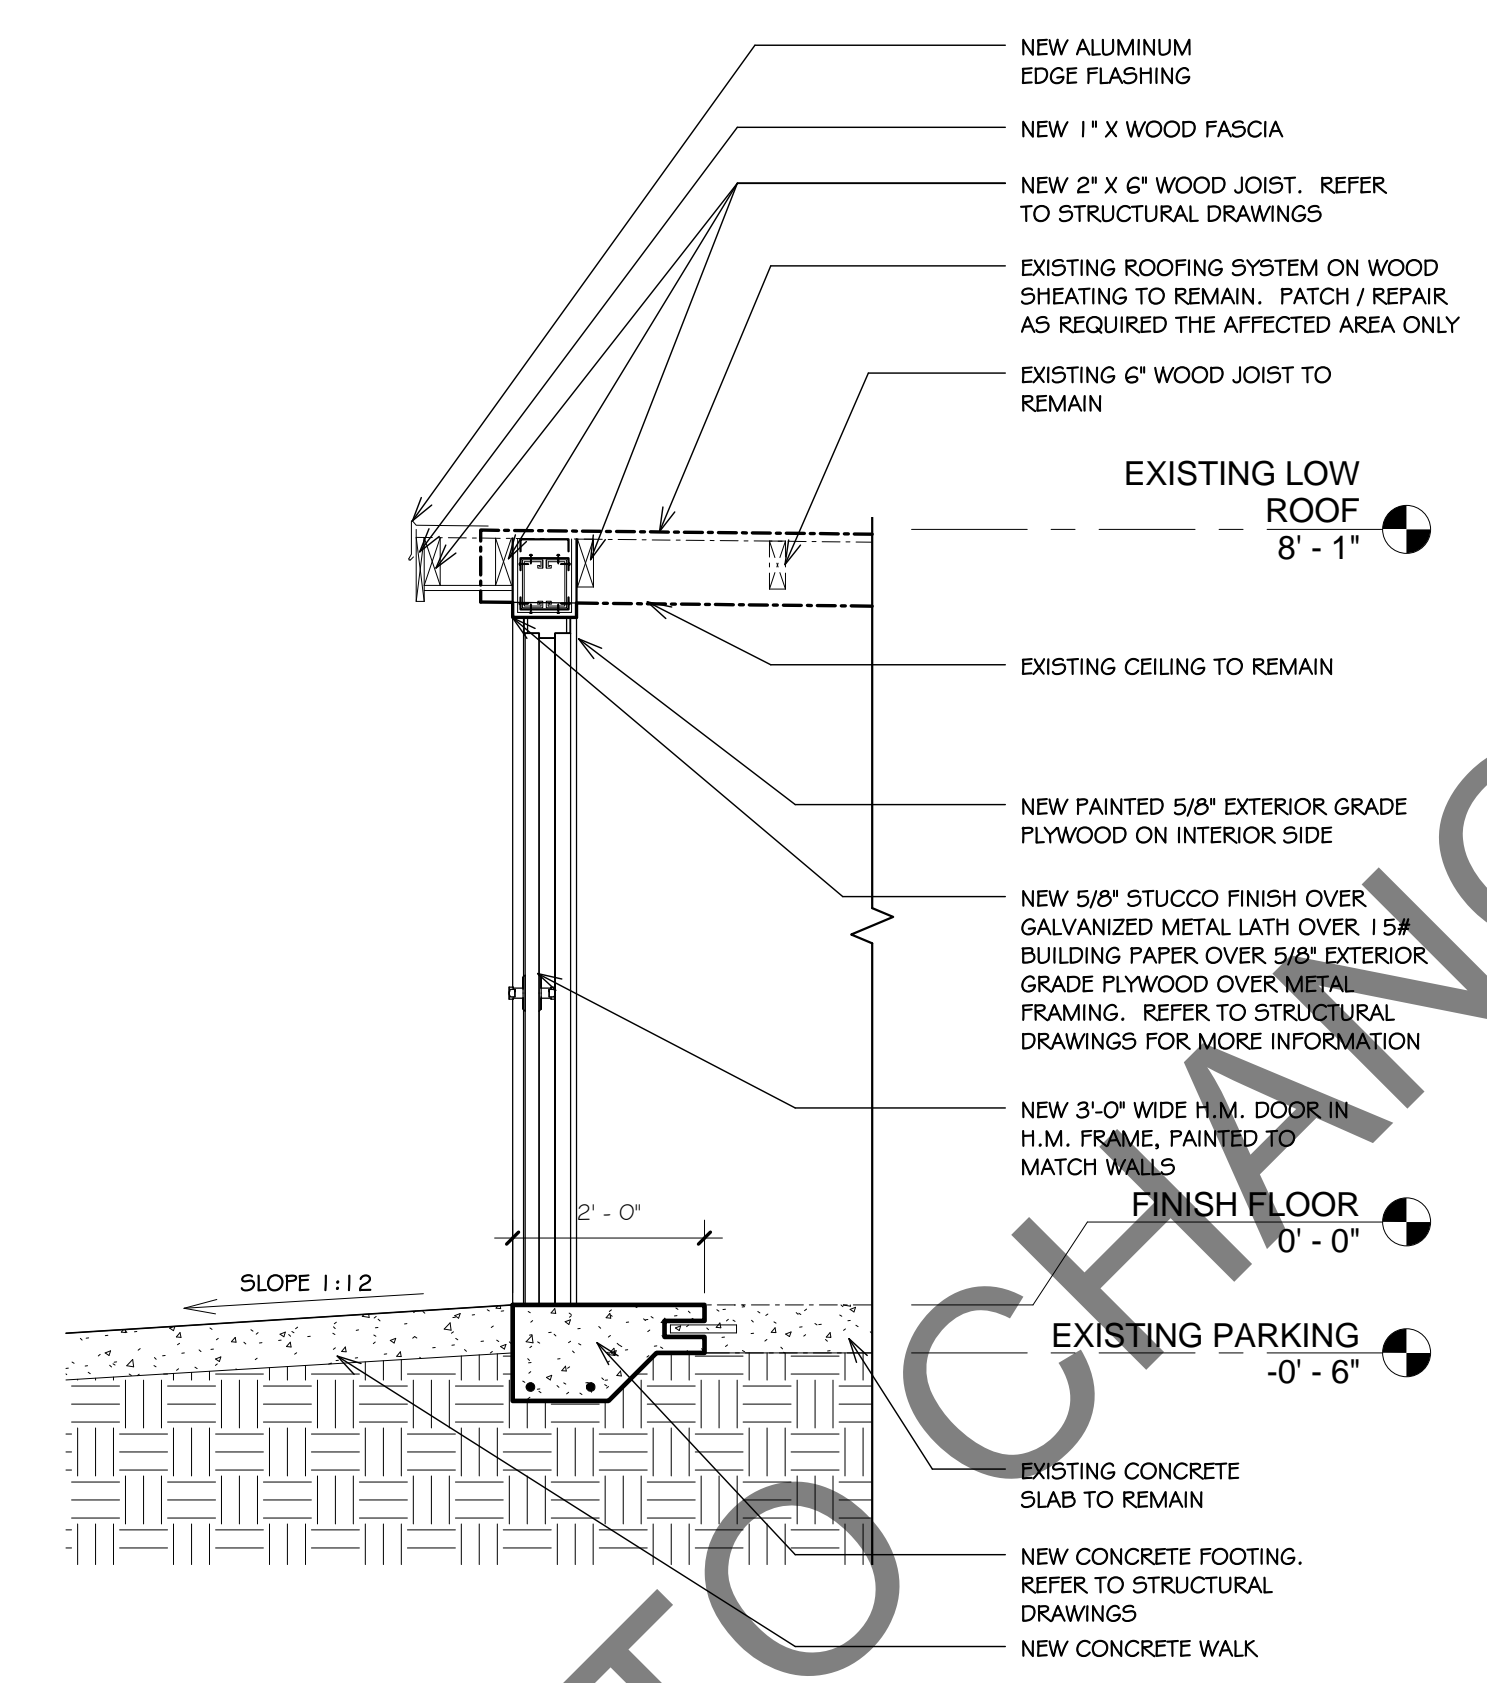 NEW ALUMINUM
EDGE FLASHING
NEW 1" X WOOD FASCIA
NEW 2" X 6" WOOD JOIST. REFER
TO STRUCTURAL DRAWINGS
EXISTING ROOFING SYSTEM ON WOOD
SHEATING TO REMAIN. PATCH / REPAIR
AS REQUIRED THE AFFECTED AREA ONLY
EXISTING 6" WOOD JOIST TO
REMAIN
EXISTING LOW
ROOF
8' - 1"
EXISTING CEILING TO REMAIN
NEW PAINTED 5/8" EXTERIOR GRADE
PLYWOOD ON INTERIOR SIDE
NEW 5/8" STUCCO FINISH OVER
GALVANIZED METAL LATH OVER 15#
BUILDING PAPER OVER 5/8" EXTERIOR
GRADE PLYWOOD OVER METAL
FRAMING. REFER TO STRUCTURAL
DRAWINGS FOR MORE INFORMATION
NEW 3'-0" WIDE H.M. DOOR IN
H.M. FRAME, PAINTED TO
MATCH WALLS
FINISH FLOOR
0' - 0"
2' - 0"
SLOPE 1:12
EXISTING PARKING
-0' - 6"
EXISTING CONCRETE
SLAB TO REMAIN
NEW CONCRETE FOOTING.
REFER TO STRUCTURAL
DRAWINGS
NEW CONCRETE WALK
TO CHANG